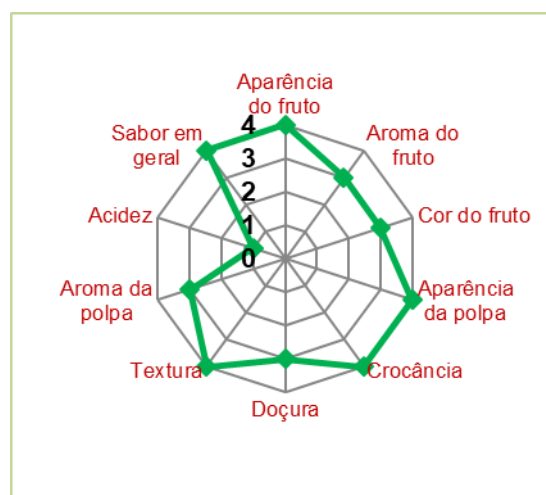 Aparência
do fruto
Aroma do
fruto
Cor do fruto
Aparência
da polpa
Crocância
Doçura
Textura
Aroma da
polpa
Acidez
Sabor em
geral
4
3
2
1
0